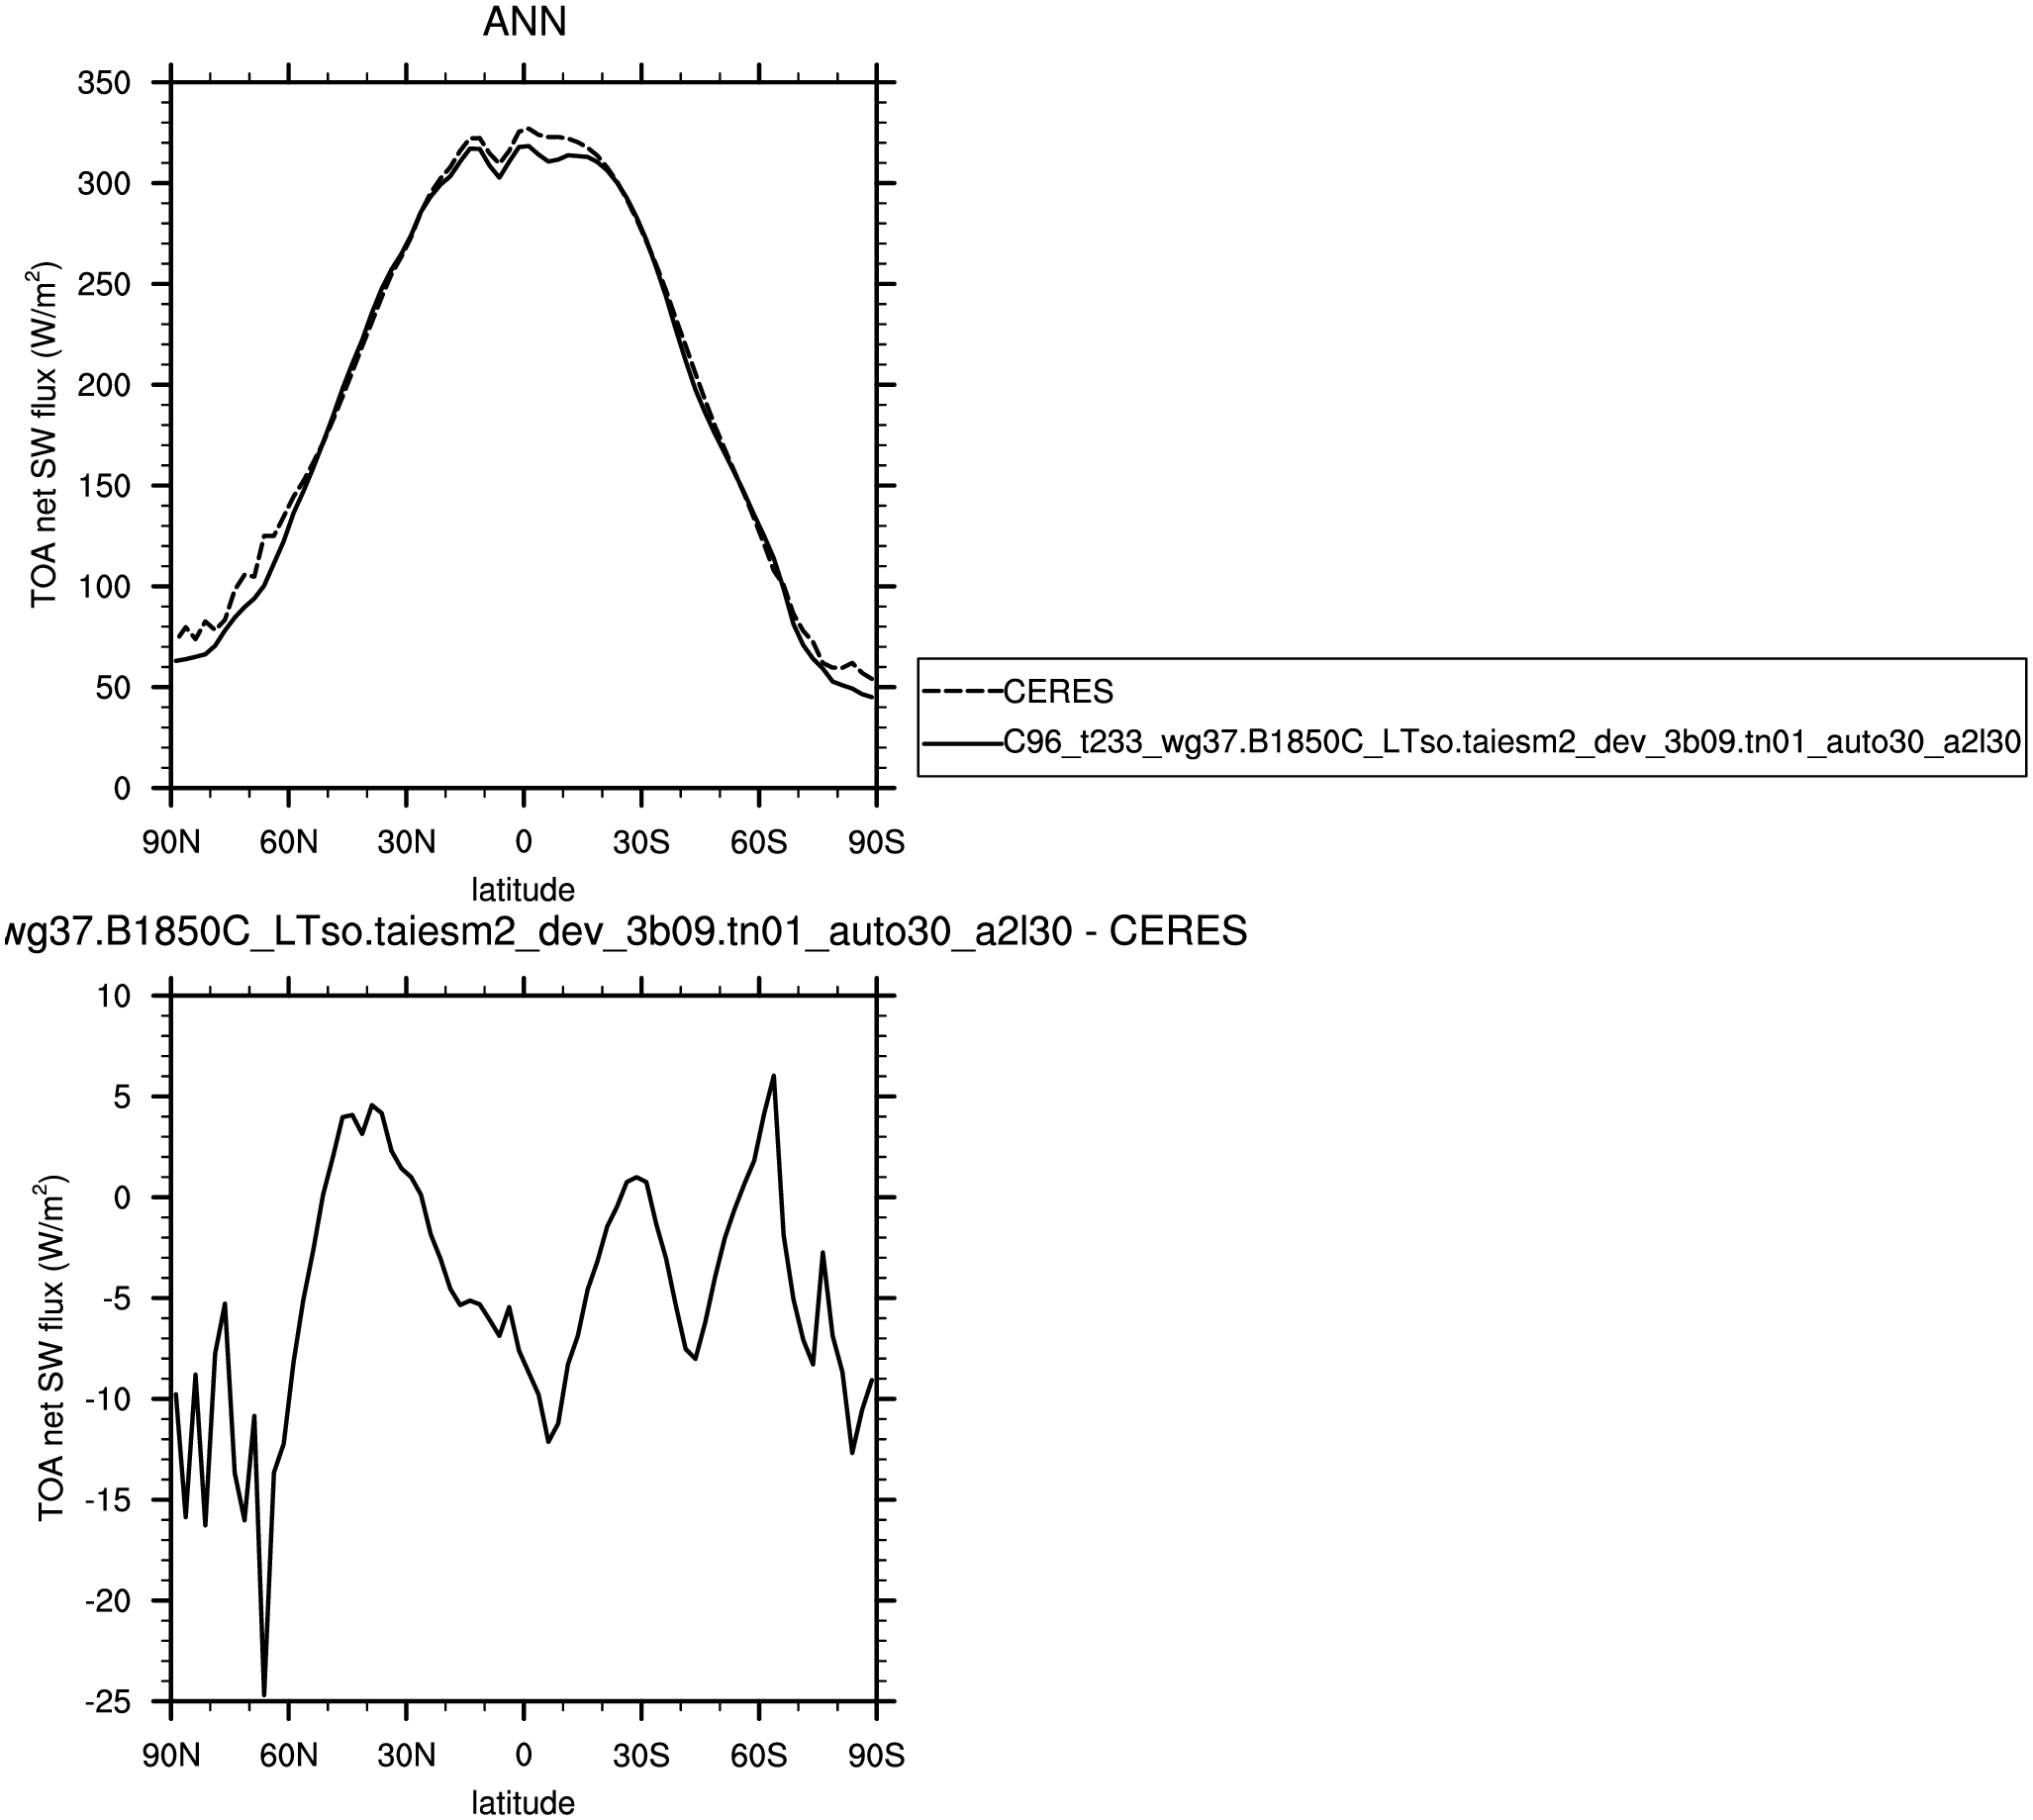 ANN
350
300
250
200
150
100
50
0
TOA net SW flux (W/m²)
90N 60N 30N 0 30S 60S 90S
latitude
CERES
C96_t233_wg37.B1850C_LTso.taiesm2_dev_3b09.tn01_auto30_a2l30
wg37.B1850C_LTso.taiesm2_dev_3b09.tn01_auto30_a2l30 - CERES
10
5
0
-5
-10
-15
-20
-25
TOA net SW flux (W/m²)
90N 60N 30N 0 30S 60S 90S
latitude